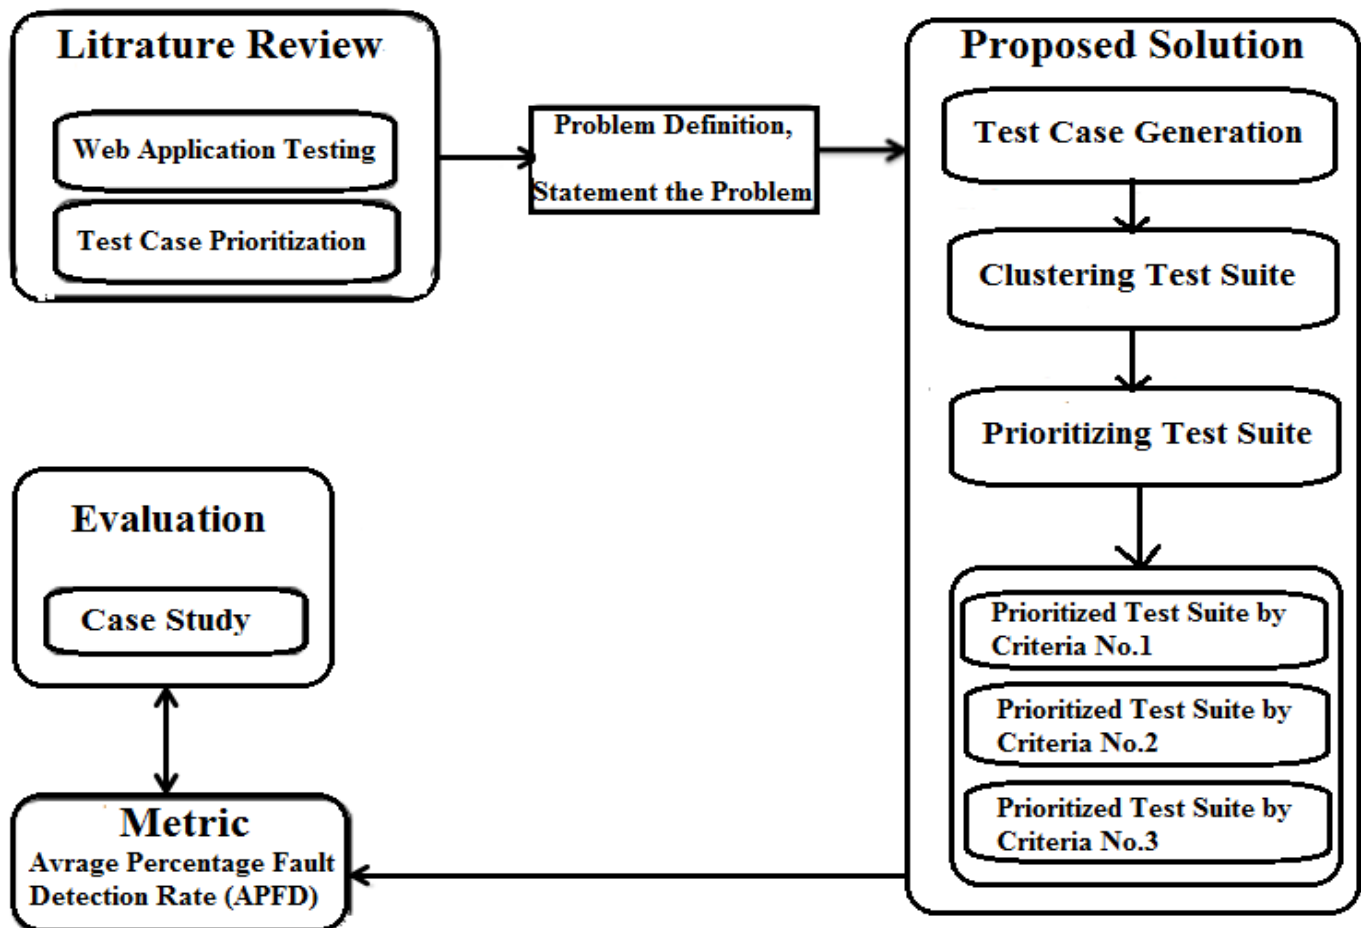 Litrature Review
Web Application Testing
Test Case Prioritization
Problem Definition,
Statement the Problem
Proposed Solution
Test Case Generation
Clustering Test Suite
Prioritizing Test Suite
Prioritized Test Suite by
Criteria No.1
Prioritized Test Suite by
Criteria No.2
Prioritized Test Suite by
Criteria No.3
Evaluation
Case Study
Metric
Avrage Percentage Fault
Detection Rate (APFD)